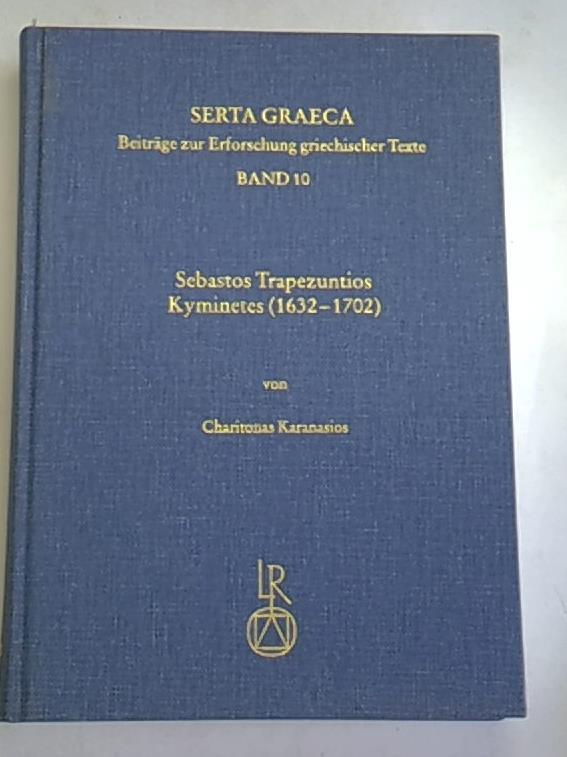 SERTA GRAECA
Beiträge zur Erforschung griechischer Texte
BAND 10
Sebastos Trapezuntios
Kyminetes (1632–1702)
von
Charitonas Karanasios
LR